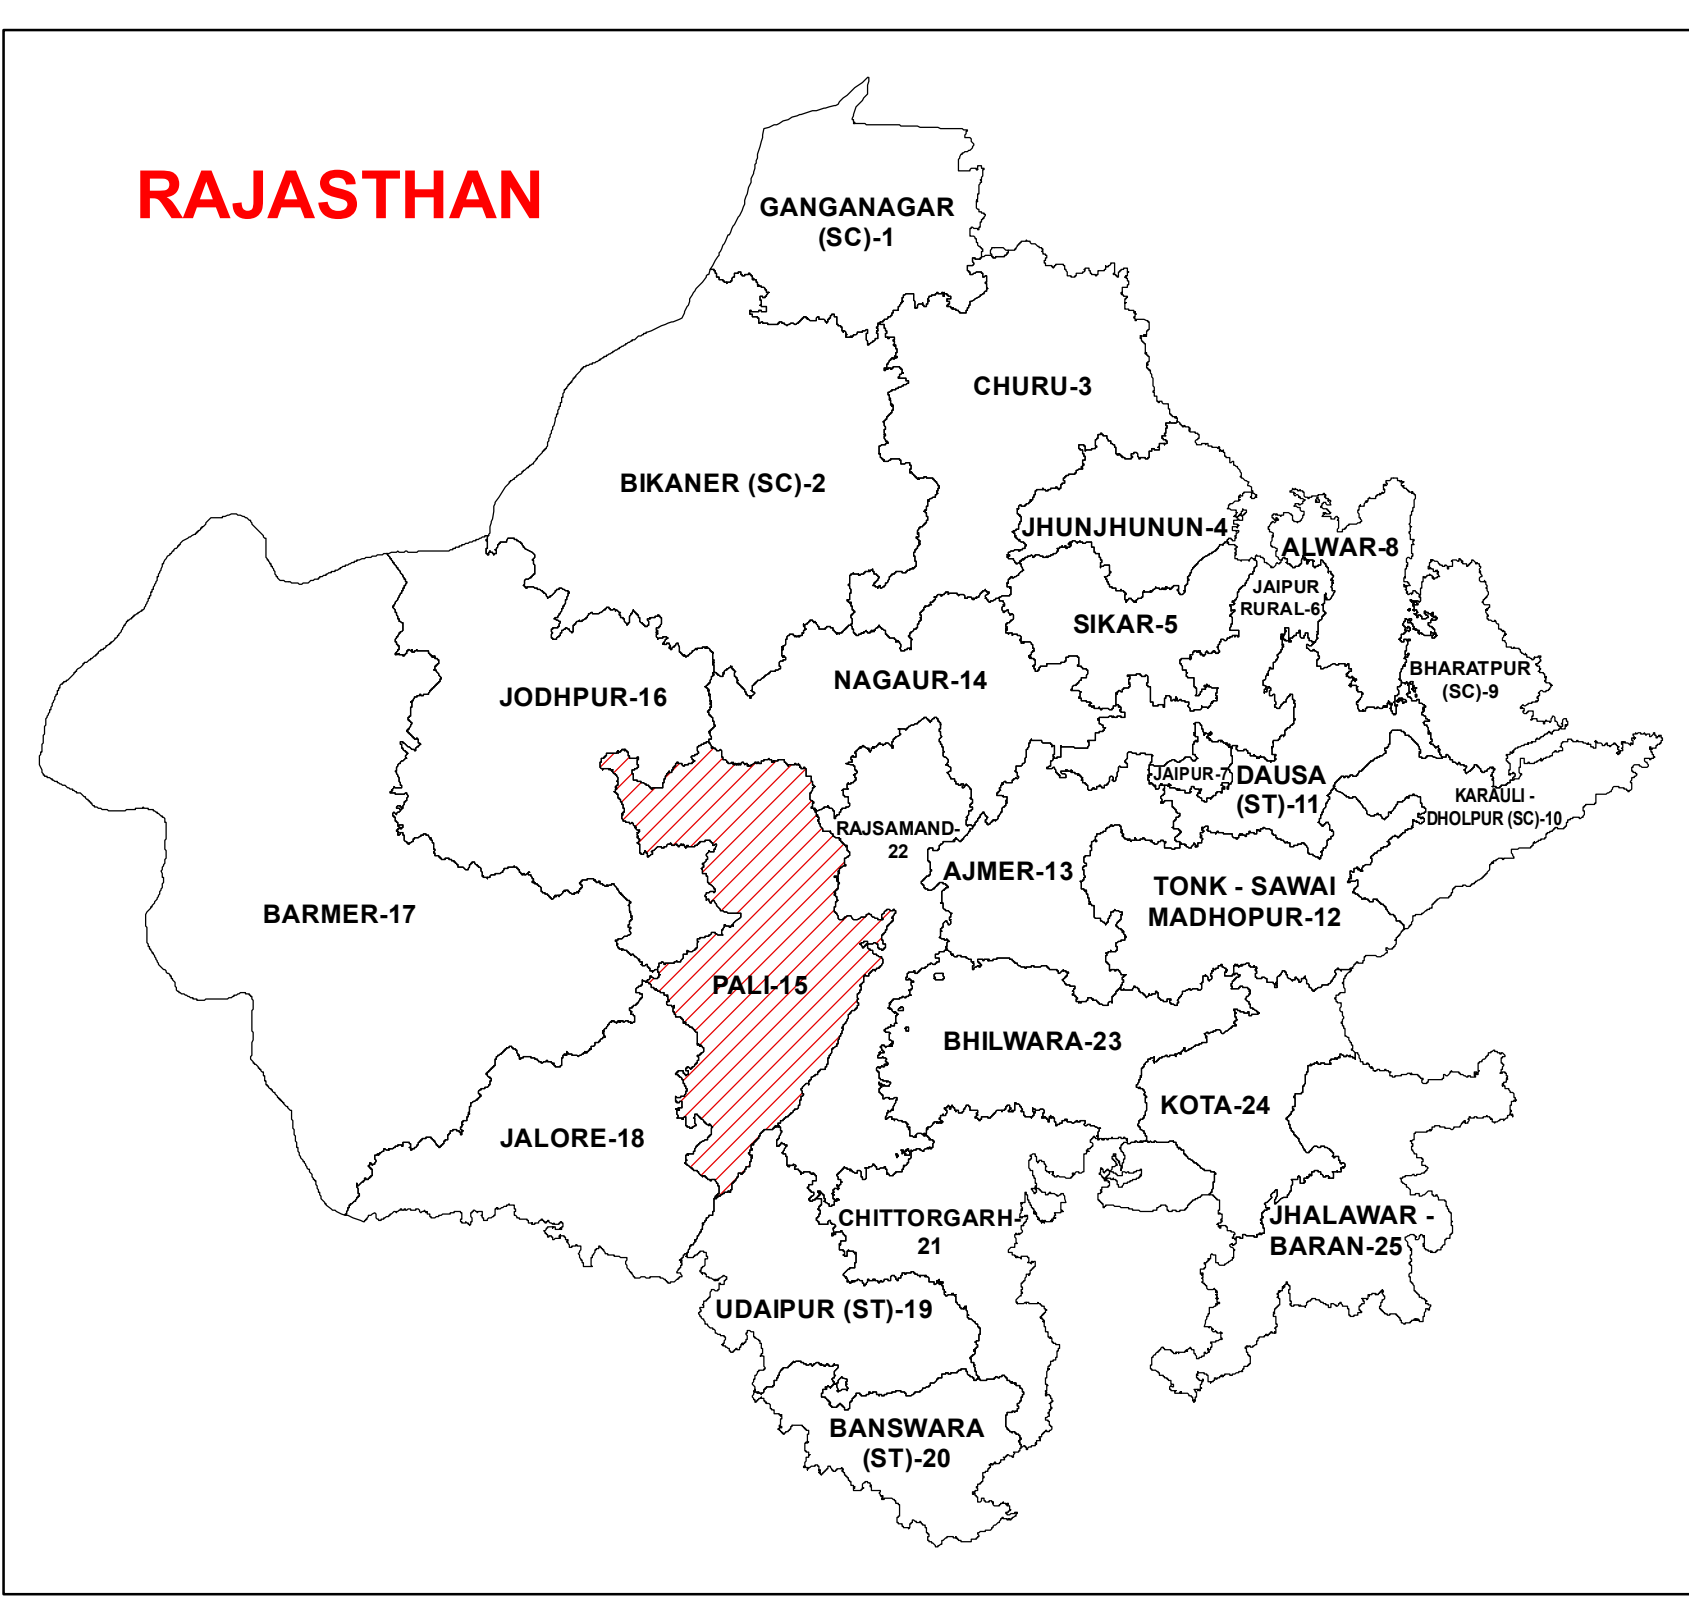 RAJASTHAN
GANGANAGAR
(SC)-1
CHURU-3
BIKANER (SC)-2
JHUNJHUNUN-4
ALWAR-8
JAIPUR
RURAL-6
SIKAR-5
BHARATPUR
(SC)-9
NAGAUR-14
JODHPUR-16
JAIPUR-7
DAUSA
(ST)-11
KARAULI -
DHOLPUR (SC)-10
RAJSAMAND-
22
AJMER-13
TONK - SAWAI
MADHOPUR-12
BARMER-17
PALI-15
BHILWARA-23
KOTA-24
JALORE-18
CHITTORGARH-
21
JHALAWAR -
BARAN-25
UDAIPUR (ST)-19
BANSWARA
(ST)-20